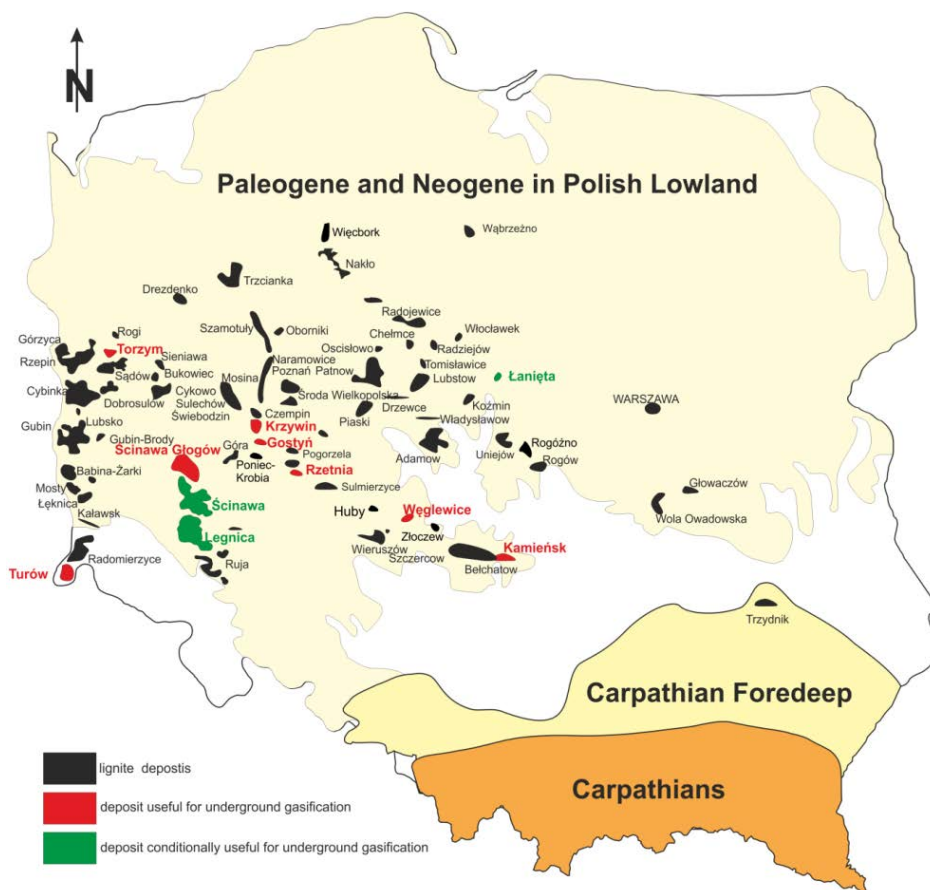 N
Paleogene and Neogene in Polish Lowland
Więcbork
Wąbrzeźno
Nakło
Trzcianka
Drezdenko
Radojewice
Szamotuły
Oborniki
Chełmce
Włocławek
Górzyca
Rogi
Torzym
Oscisłowo
Radziejów
Rzepin
Sieniawa
Naramowice
Tomisławice
Sądów
Bukowiec
Mosina
Poznań
Patnow
Lubstow
Łanięta
Cybinka
Cykowo
Środa Wielkopolska
Dobrosułów
Sulechów
Drzewce
Koźmin
WARSZAWA
Świebodzin
Czempin
Piaski
Władysławow
Gubin
Lubsko
Krzywin
Gubin-Brody
Gostyń
Ścinawa Głogów
Góra
Pogorzela
Adamow
Uniejów
Rogóźno
Babina-Żarki
Poniec-
Krobia
Rzetnia
Rogów
Mosty
Sulmierzyce
Głowaczów
Łęknica
Ścinawa
Huby
Węglewice
Wola Owadowska
Kaławsk
Legnica
Złoczew
Wieruszów
Kamieńsk
Radomierzyce
Ruja
Szczercow
Bełchatow
Turów
Trzydnik
Carpathian Foredeep
Carpathians
lignite depostis
deposit useful for underground gasification
deposit conditionally useful for underground gasification